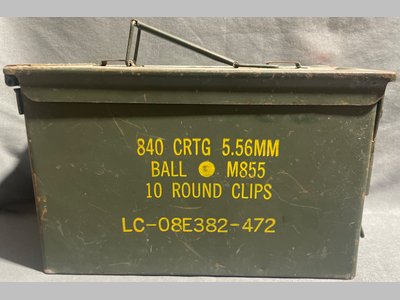 840 CRTG 5.56MM
BALL M855
10 ROUND CLIPS
LC-08E382-472